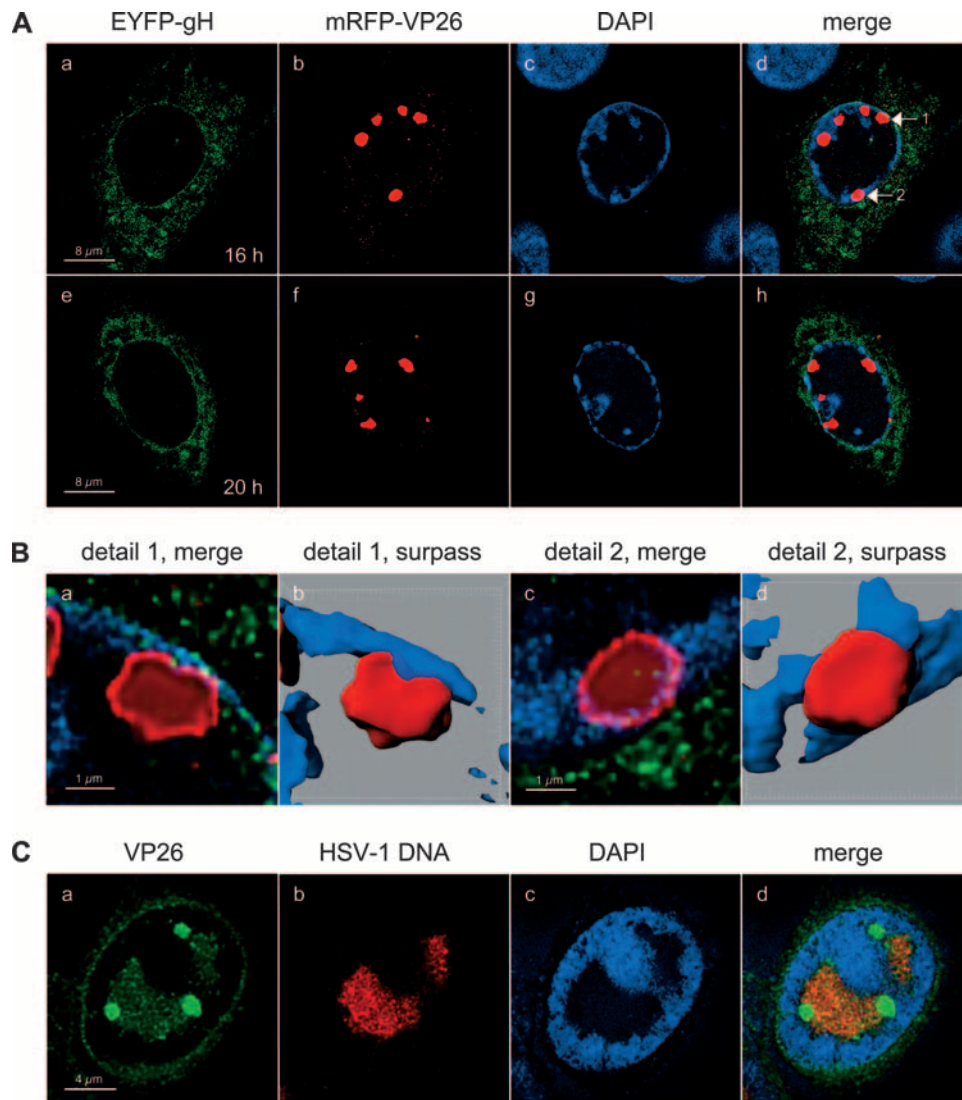 A
EYFP-gH mRFP-VP26 DAPI merge
a b c d
1
2
8 µm 16 h
e f g h
8 µm 20 h
B
detail 1, merge detail 1, surpass detail 2, merge detail 2, surpass
a b c d
1 µm 1 µm
C
VP26 HSV-1 DNA DAPI merge
a b c d
4 µm